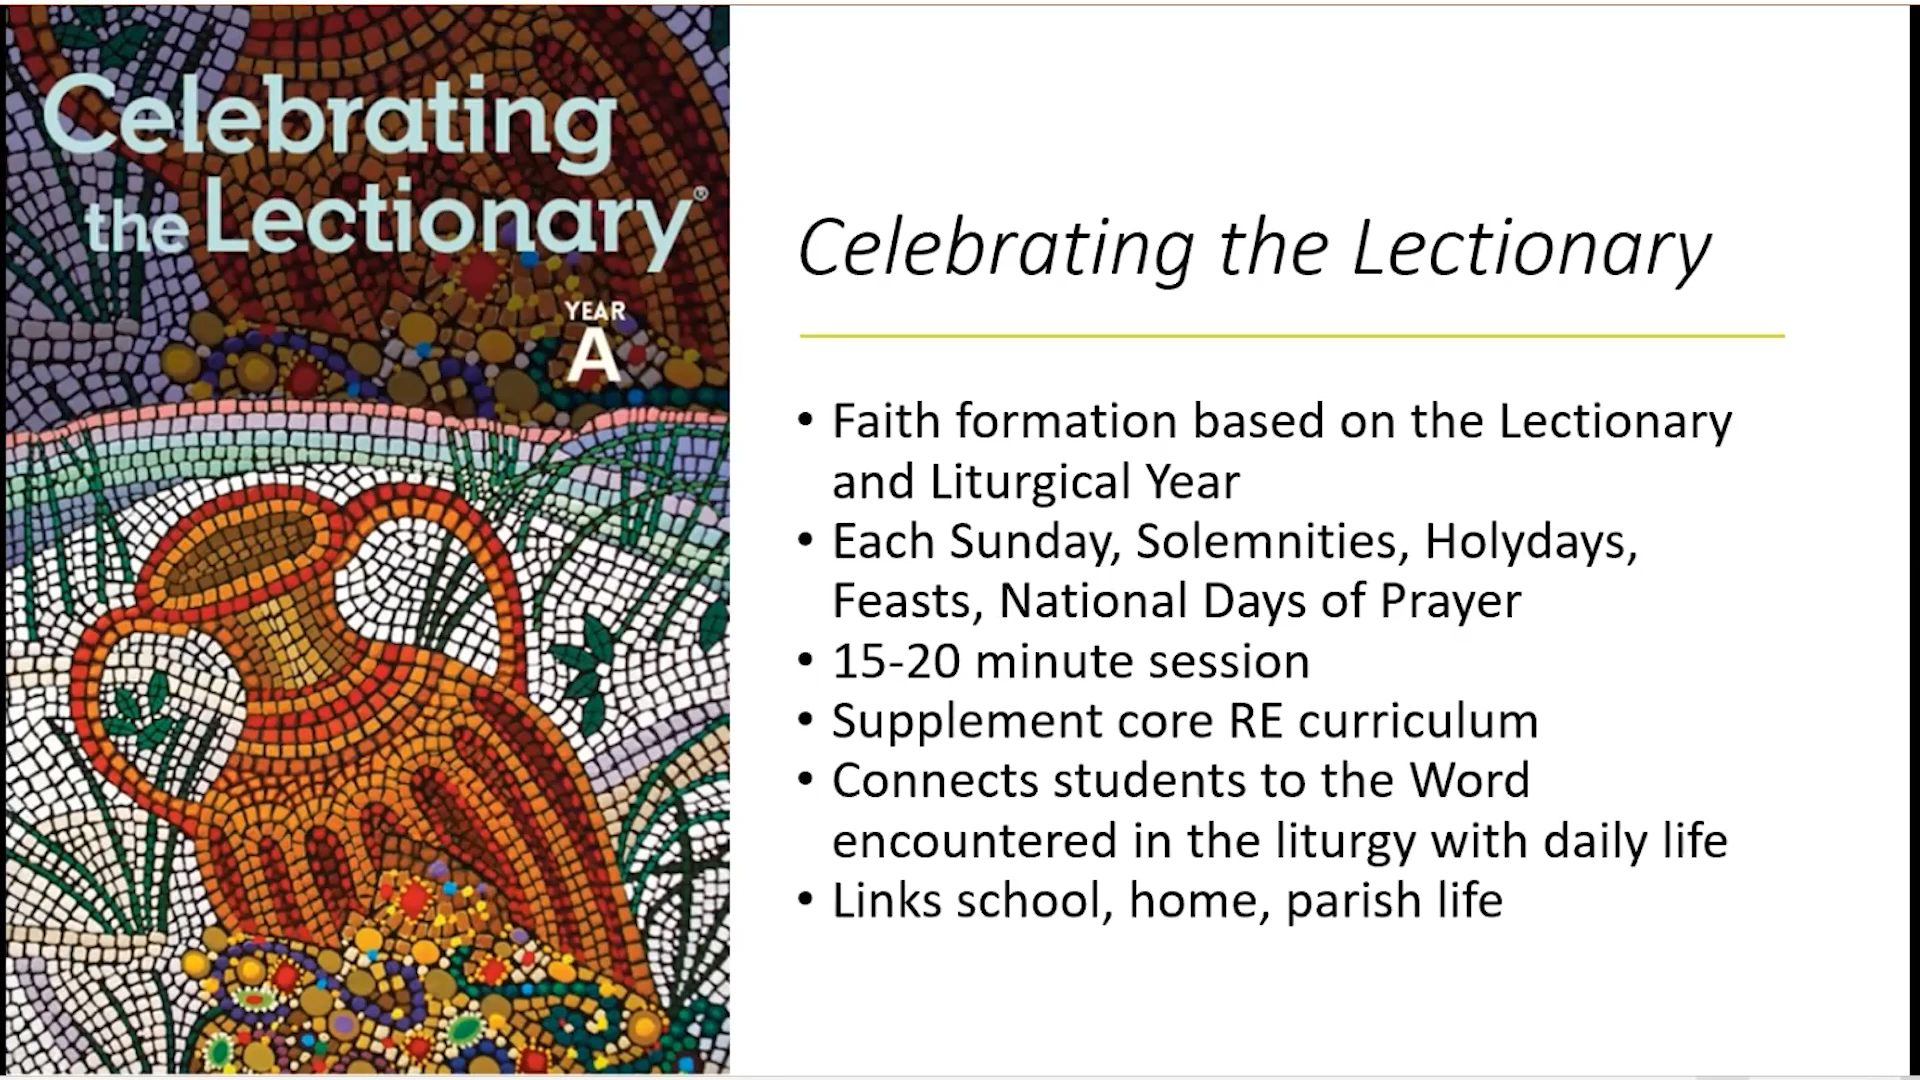 Celebrating
the Lectionary®
YEAR
A
Celebrating the Lectionary
• Faith formation based on the Lectionary
and Liturgical Year
• Each Sunday, Solemnities, Holydays,
Feasts, National Days of Prayer
• 15-20 minute session
• Supplement core RE curriculum
• Connects students to the Word
encountered in the liturgy with daily life
• Links school, home, parish life